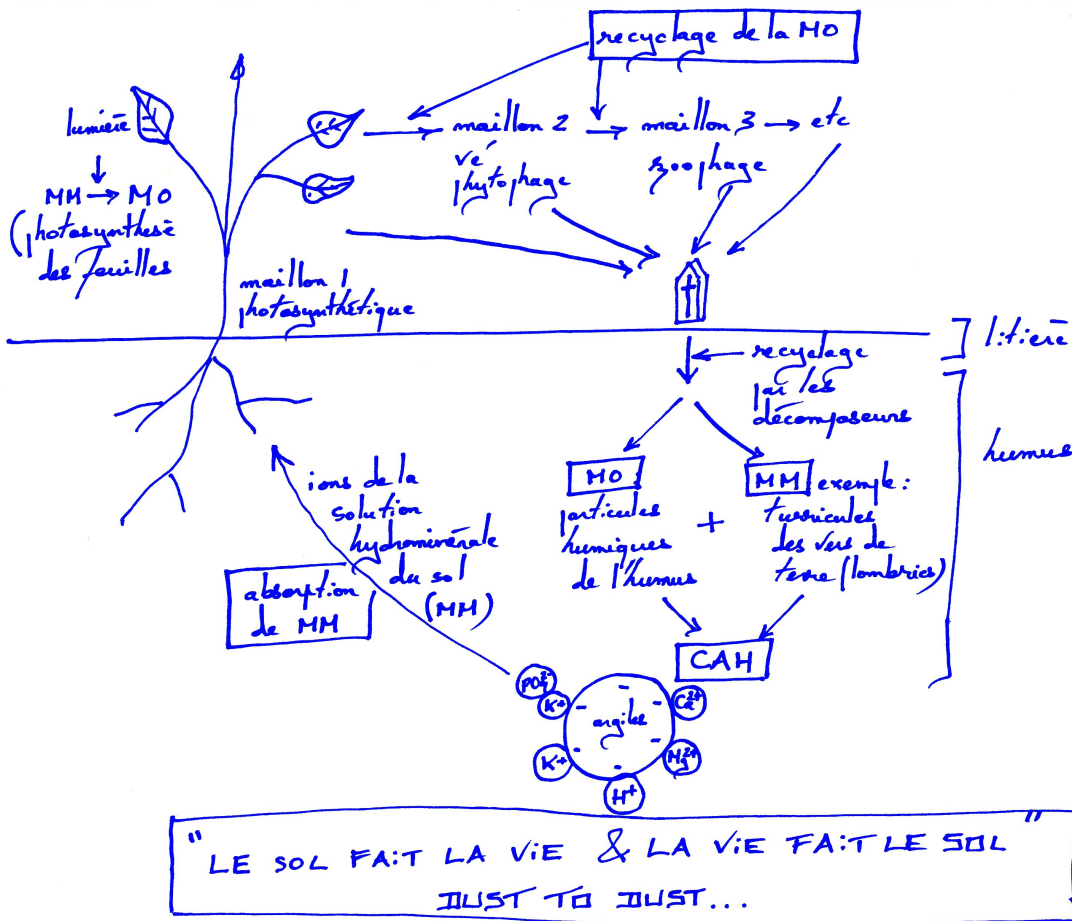 recyclage de la MO
lumière
MM → MO
(photosynthèse
des feuilles
maillon 2 → maillon 3 → etc
phytophage
zoophage
maillon 1
photosynthétique
litière
recyclage
par les
décomposeurs
humus
MO
particules
humiques
de l'humus
+
MM exemple:
turricules
des vers de
terre (lombrics)
ions de la
solution
hydrominérale
du sol
(MM)
absorption
de MM
CAH
K+
Ca2+
argiles
K+
Mg2+
H+
"LE SOL FAIT LA VIE & LA VIE FAIT LE SOL"
DUST TO DUST...